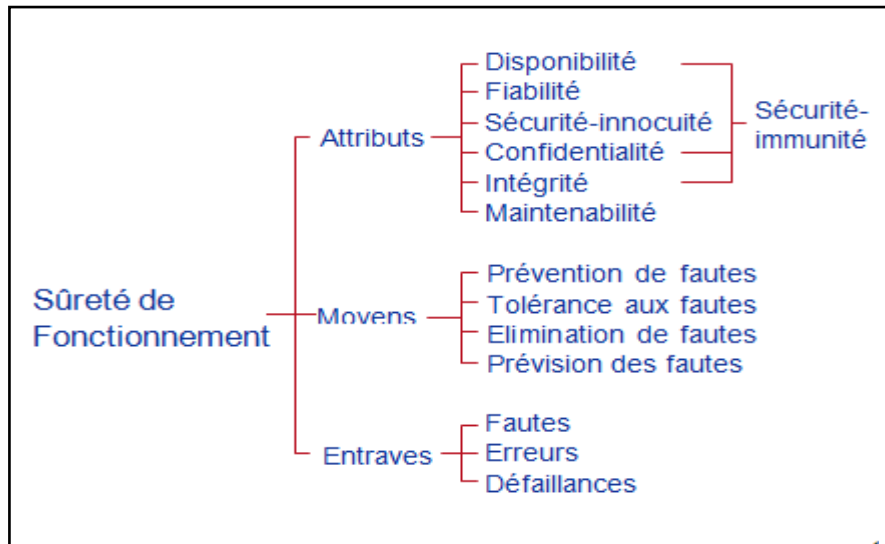 Disponibilité
Fiabilité
Sécurité-innocuité
Confidentialité
Intégrité
Maintenabilité
Sécurité-
immunité
Attributs
Prévention de fautes
Tolérance aux fautes
Elimination de fautes
Prévision des fautes
Sûreté de
Fonctionnement
Moyens
Fautes
Erreurs
Défaillances
Entraves